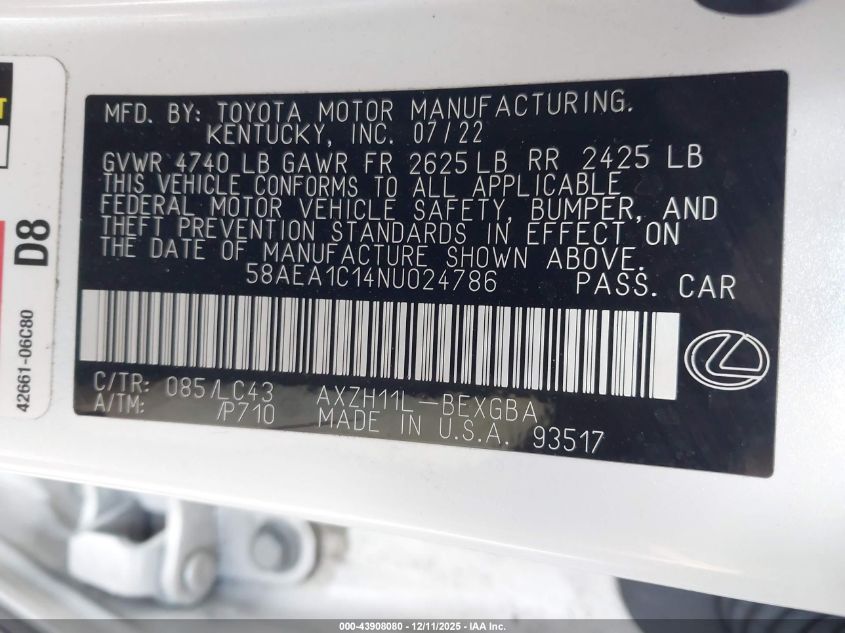 MFD. BY: TOYOTA MOTOR MANUFACTURING.
KENTUCKY, INC. 07/22
GVWR 4740 LB GAWR FR 2625 LB RR 2425 LB
THIS VEHICLE CONFORMS TO ALL APPLICABLE
FEDERAL MOTOR VEHICLE SAFETY, BUMPER, AND
THEFT PREVENTION STANDARDS IN EFFECT ON
THE DATE OF MANUFACTURE SHOWN ABOVE.
58AEA1C14NU024786 PASS. CAR
C/TR: 085/LC43 AXZH11L-BEXGBA
A/TM: /P710 MADE IN U.S.A. 93517
D8
42661-06C80
000-43908080 - 12/11/2025 - IAA Inc.